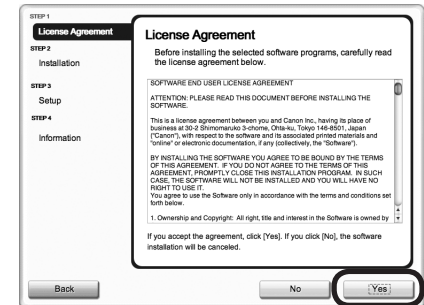 STEP 1
License Agreement
STEP 2
Installation
STEP 3
Setup
STEP 4
Information
License Agreement
Before installing the selected software programs, carefully read
the license agreement below.
SOFTWARE END USER LICENSE AGREEMENT
ATTENTION: PLEASE READ THIS DOCUMENT BEFORE INSTALLING THE
SOFTWARE.
This is a license agreement between you and Canon Inc., having its place of
business at 30-2 Shimomaruko 3-chome, Ohta-ku, Tokyo 146-8501, Japan
("Canon"), with respect to the software and its associated printed materials and
"online" or electronic documentation, if any (collectively, the "Software").
BY INSTALLING THE SOFTWARE YOU AGREE TO BE BOUND BY THE TERMS
OF THIS AGREEMENT. IF YOU DO NOT AGREE TO THE TERMS OF THIS
AGREEMENT, PROMPTLY CLOSE THIS INSTALLATION PROGRAM. IN SUCH
CASE, THE SOFTWARE WILL NOT BE INSTALLED AND YOU WILL HAVE NO
RIGHT TO USE IT.
You agree to use the Software only in accordance with the terms and conditions set
forth below.
1. Ownership and Copyright: All right, title and interest in the Software is owned by
If you accept the agreement, click [Yes]. If you click [No], the software
installation will be canceled.
Back
No
Yes